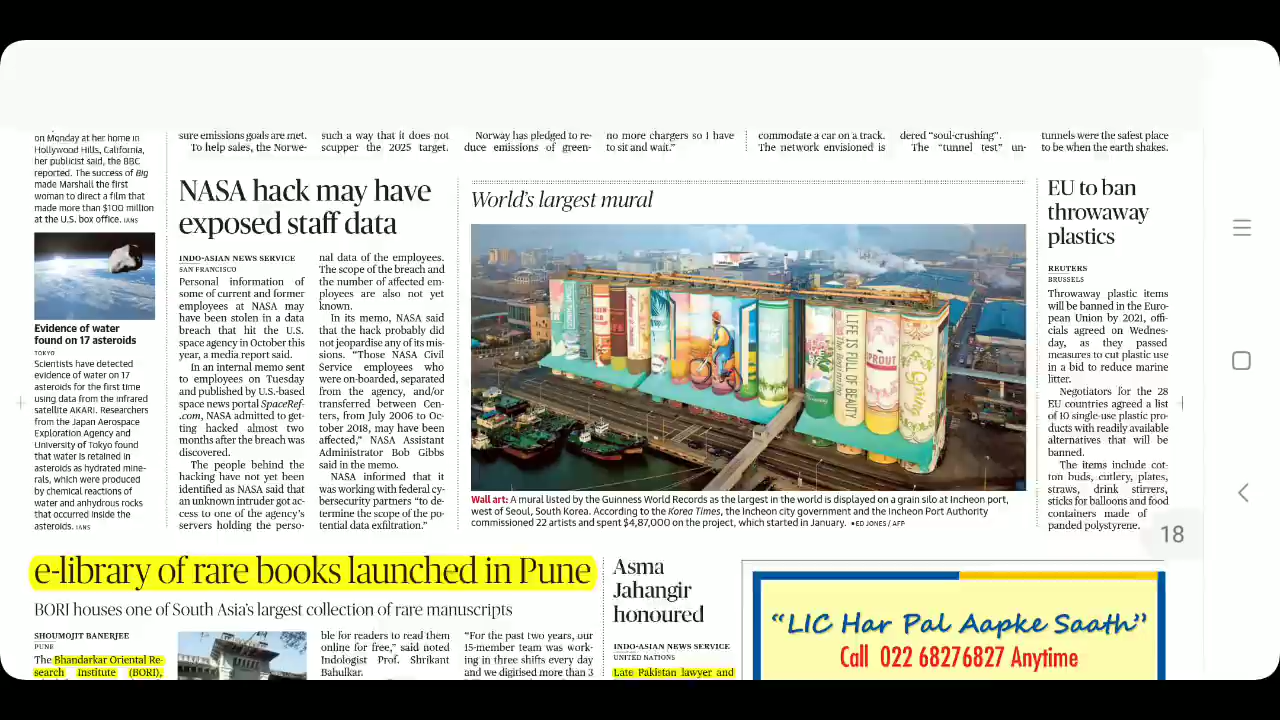 on Monday at her home in
Hollywood Hills, California,
her publicist said, the BBC
reported. The success of Big
made Marshall the first
woman to direct a film that
made more than $100 million
at the U.S. box office. IANS
Evidence of water
found on 17 asteroids
TOKYO
Scientists have detected
evidence of water on 17
asteroids for the first time
using data from the infrared
satellite AKARI. Researchers
from the Japan Aerospace
Exploration Agency and
University of Tokyo found
that water is retained in
asteroids as hydrated mine-
rals, which were produced
by chemical reactions of
water and anhydrous rocks
that occurred inside the
asteroids. IANS
sure emissions goals are met.
To help sales, the Norwe-
such a way that it does not
scupper the 2025 target.
Norway has pledged to re-
duce emissions of green-
no more chargers so I have
to sit and wait."
commodate a car on a track.
The network envisioned is
dered "soul-crushing".
The "tunnel test" un-
tunnels were the safest place
to be when the earth shakes.
NASA hack may have
exposed staff data
INDO-ASIAN NEWS SERVICE
SAN FRANCISCO
Personal information of
some of current and former
employees at NASA may
have been stolen in a data
breach that hit the U.S.
space agency in October this
year, a media report said.
In an internal memo sent
to employees on Tuesday
and published by U.S.-based
space news portal SpaceRef-
.com, NASA admitted to get-
ting hacked almost two
months after the breach was
discovered.
The people behind the
hacking have not yet been
identified as NASA said that
an unknown intruder got ac-
cess to one of the agency's
servers holding the perso-
nal data of the employees.
The scope of the breach and
the number of affected em-
ployees are also not yet
known.
In its memo, NASA said
that the hack probably did
not jeopardise any of its mis-
sions. "Those NASA Civil
Service employees who
were on-boarded, separated
from the agency, and/or
transferred between Cen-
ters, from July 2006 to Oc-
tober 2018, may have been
affected," NASA Assistant
Administrator Bob Gibbs
said in the memo.
NASA informed that it
was working with federal cy-
bersecurity partners "to de-
termine the scope of the po-
tential data exfiltration."
World's largest mural
LIFE IS FULL OF BEAUTY
SPROUT
Wall art: A mural listed by the Guinness World Records as the largest in the world is displayed on a grain silo at Incheon port,
west of Seoul, South Korea. According to the Korea Times, the Incheon city government and the Incheon Port Authority
commissioned 22 artists and spent $4,87,000 on the project, which started in January. •ED JONES / AFP
EU to ban
throwaway
plastics
REUTERS
BRUSSELS
Throwaway plastic items
will be banned in the Euro-
pean Union by 2021, offi-
cials agreed on Wednes-
day, as they passed
measures to cut plastic use
in a bid to reduce marine
litter.
Negotiators for the 28
EU countries agreed a list
of 10 single-use plastic pro-
ducts with readily available
alternatives that will be
banned.
The items include cot-
ton buds, cutlery, plates,
straws, drink stirrers,
sticks for balloons and food
containers made of
panded polystyrene.
18
e-library of rare books launched in Pune
BORI houses one of South Asia's largest collection of rare manuscripts
SHOUMOJIT BANERJEE
PUNE
The Bhandarkar Oriental Re-
search Institute (BORI),
ble for readers to read them
online for free," said noted
Indologist Prof. Shrikant
Bahulkar.
"For the past two years, our
15-member team was work-
ing in three shifts every day
and we digitised more than 3
Asma
Jahangir
honoured
INDO-ASIAN NEWS SERVICE
UNITED NATIONS
Late Pakistan lawyer and
"LIC Har Pal Aapke Saath"
Call 022 68276827 Anytime